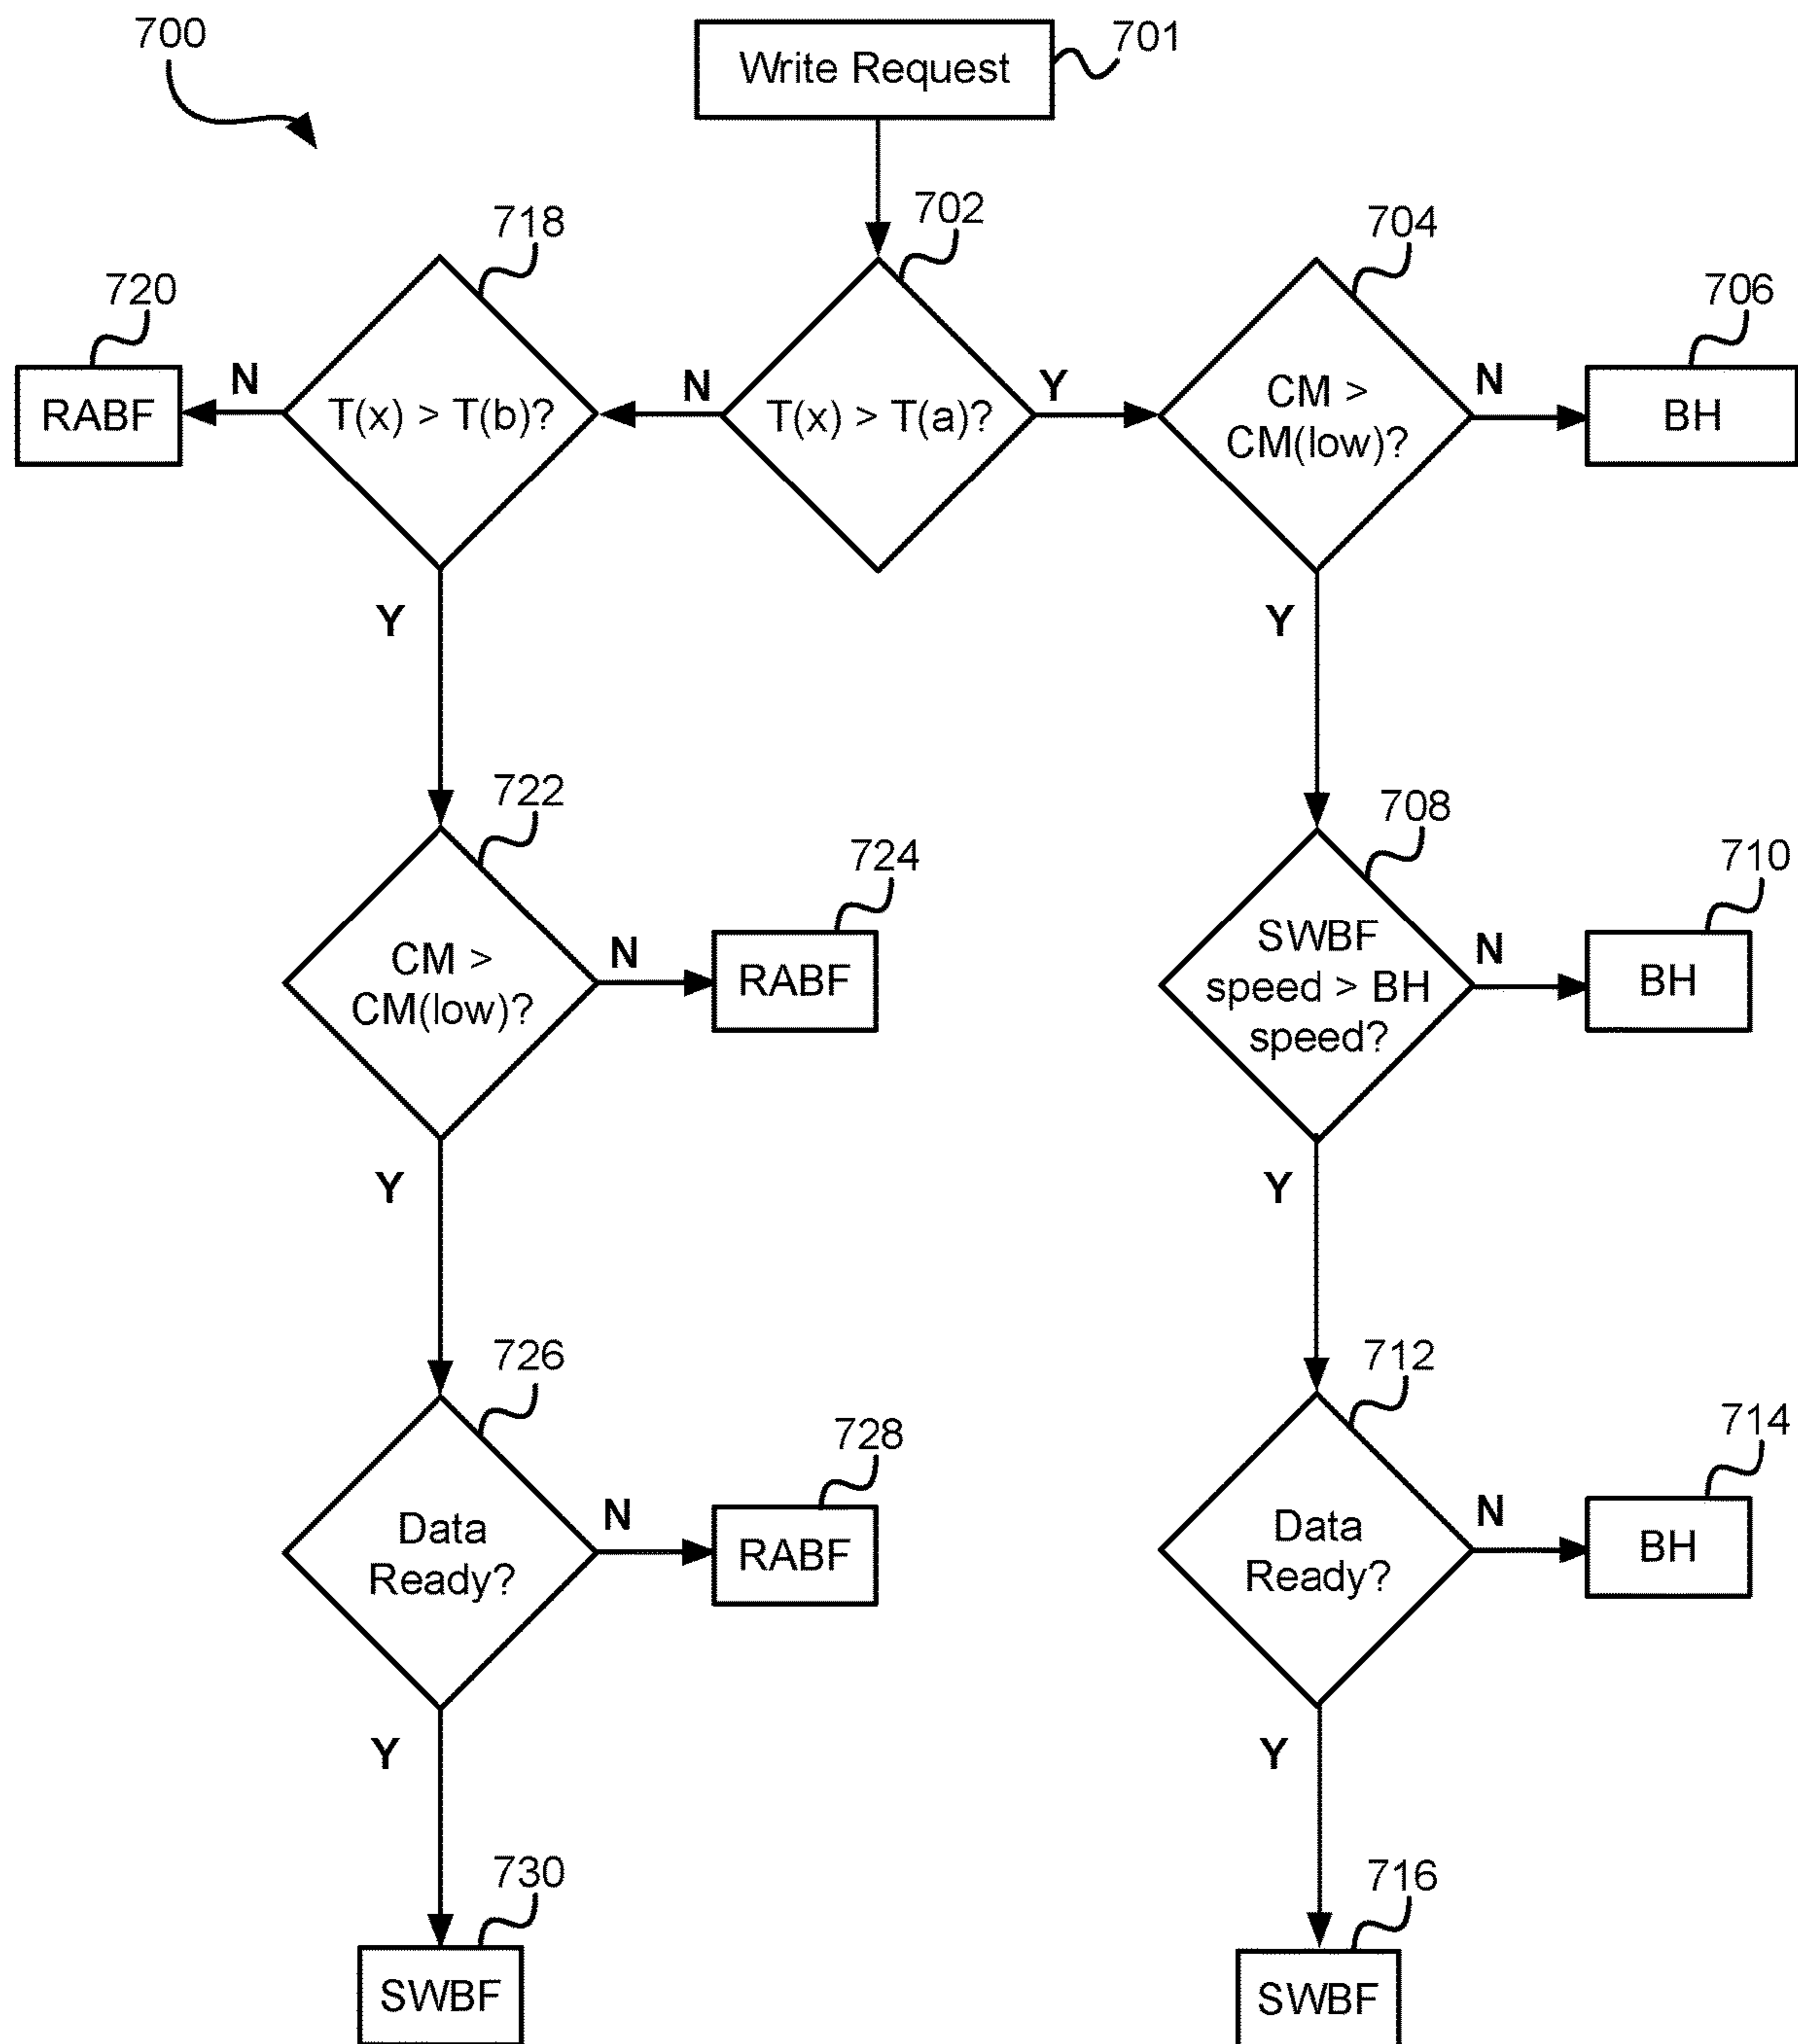 700
Write Request
701
702
718
704
720
706
RABF
N
T(x) > T(b)?
N
T(x) > T(a)?
Y
CM >
CM(low)?
N
BH
Y
Y
722
708
724
710
CM >
CM(low)?
N
RABF
SWBF
speed > BH
speed?
N
BH
Y
Y
726
712
728
714
Data
Ready?
N
RABF
Data
Ready?
N
BH
Y
Y
730
716
SWBF
SWBF